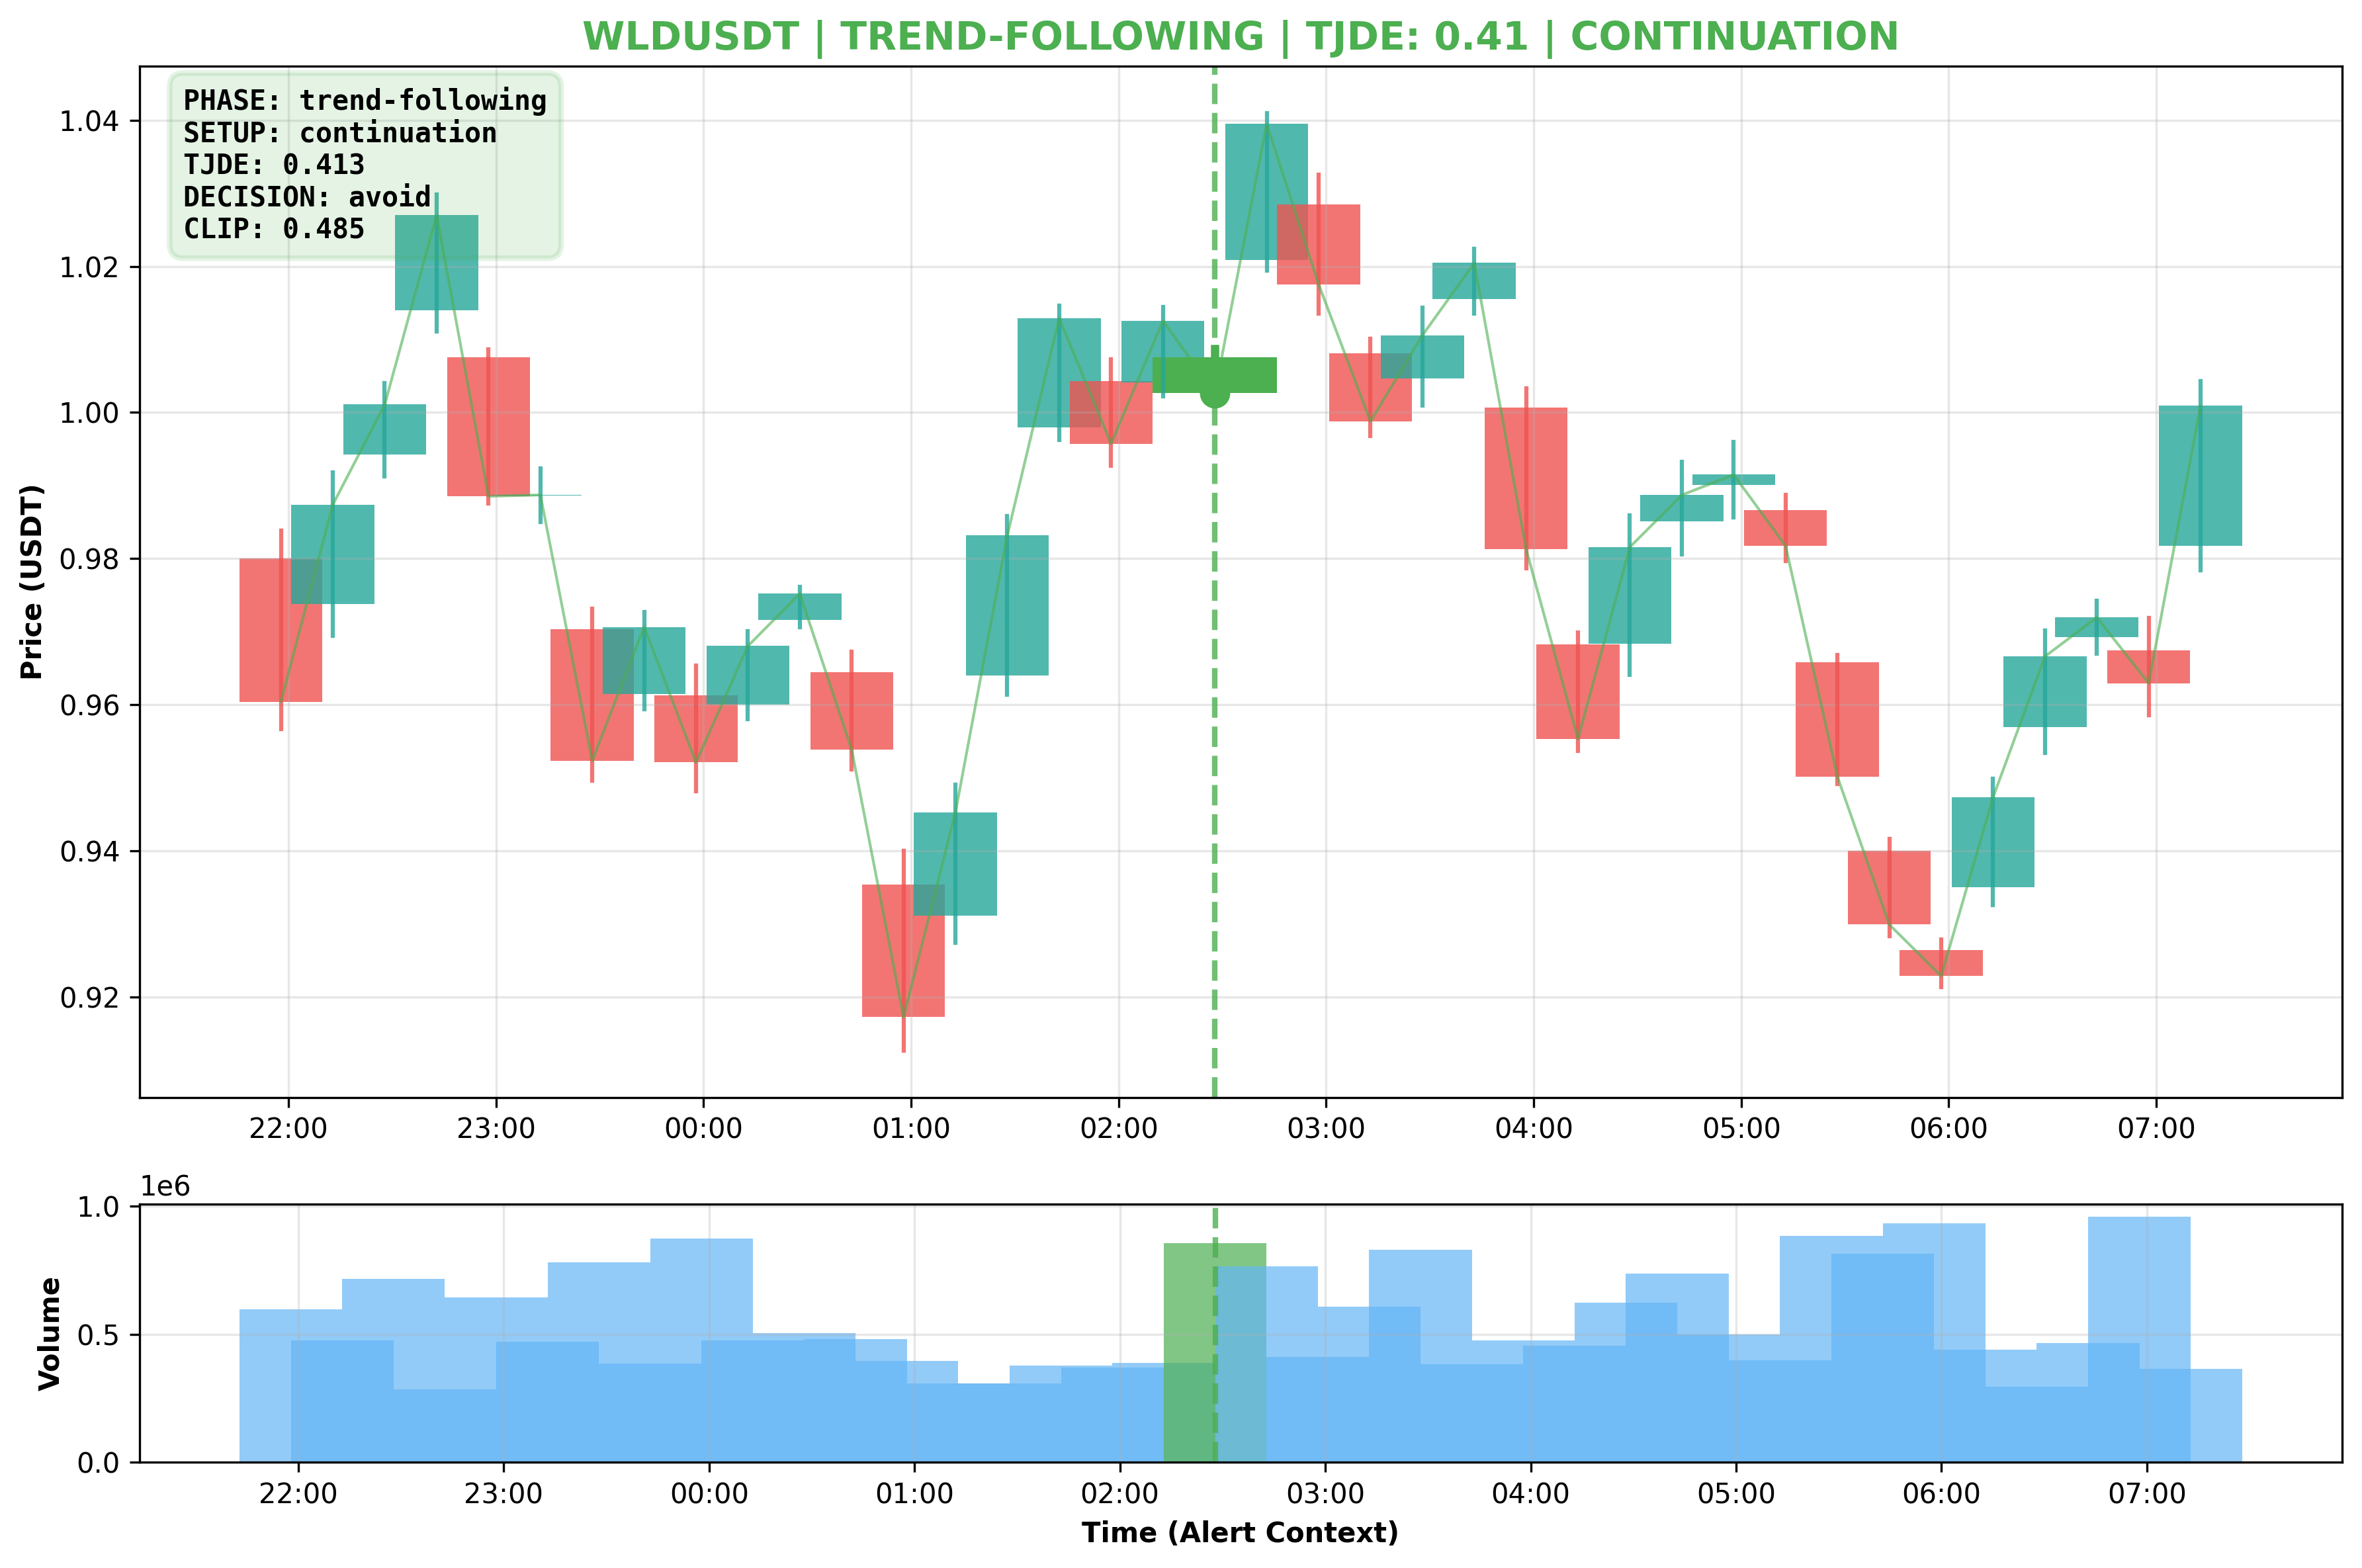 WLDUSDT | TREND-FOLLOWING | TJDE: 0.41 | CONTINUATION
PHASE: trend-following
SETUP: continuation
TJDE: 0.413
DECISION: avoid
CLIP: 0.485
Price (USDT)
1.04
1.02
1.00
0.98
0.96
0.94
0.92
22:00 23:00 00:00 01:00 02:00 03:00 04:00 05:00 06:00 07:00
1e6
Volume
1.0
0.5
0.0
22:00 23:00 00:00 01:00 02:00 03:00 04:00 05:00 06:00 07:00
Time (Alert Context)